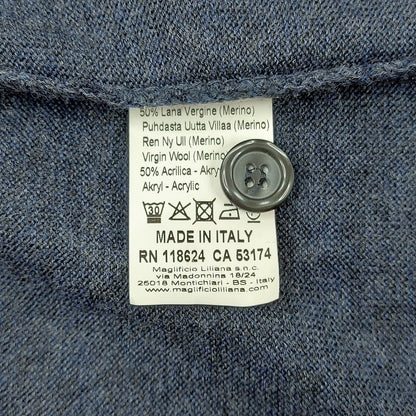 50% Lana Vergine (Merino)
Puhdasta Uutta Villaa (Merino)
Ren Ny Ull (Merino)
Virgin Wool (Merino)
50% Acrilica - Akryyli
Akryl - Acrylic
30
MADE IN ITALY
RN 118624 CA 53174
Maglificio Liliana s.n.c.
via Madonnina 18/24
25018 Montichiari - BS - Italy
www.maglificioliliana.com